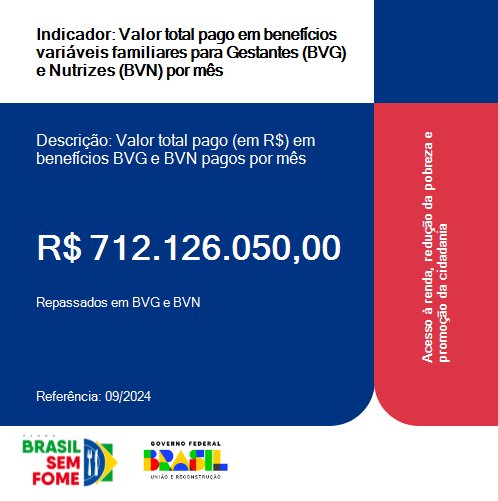 Indicador: Valor total pago em benefícios
variáveis familiares para Gestantes (BVG)
e Nutrizes (BVN) por mês
Descrição: Valor total pago (em R$) em
benefícios BVG e BVN pagos por mês
R$ 712.126.050,00
Repassados em BVG e BVN
Referência: 09/2024
Acesso à renda, redução da pobreza e
promoção da cidadania
PLANO
BRASIL
SEM
FOME
GOVERNO FEDERAL
BRASIL
UNIÃO E RECONSTRUÇÃO